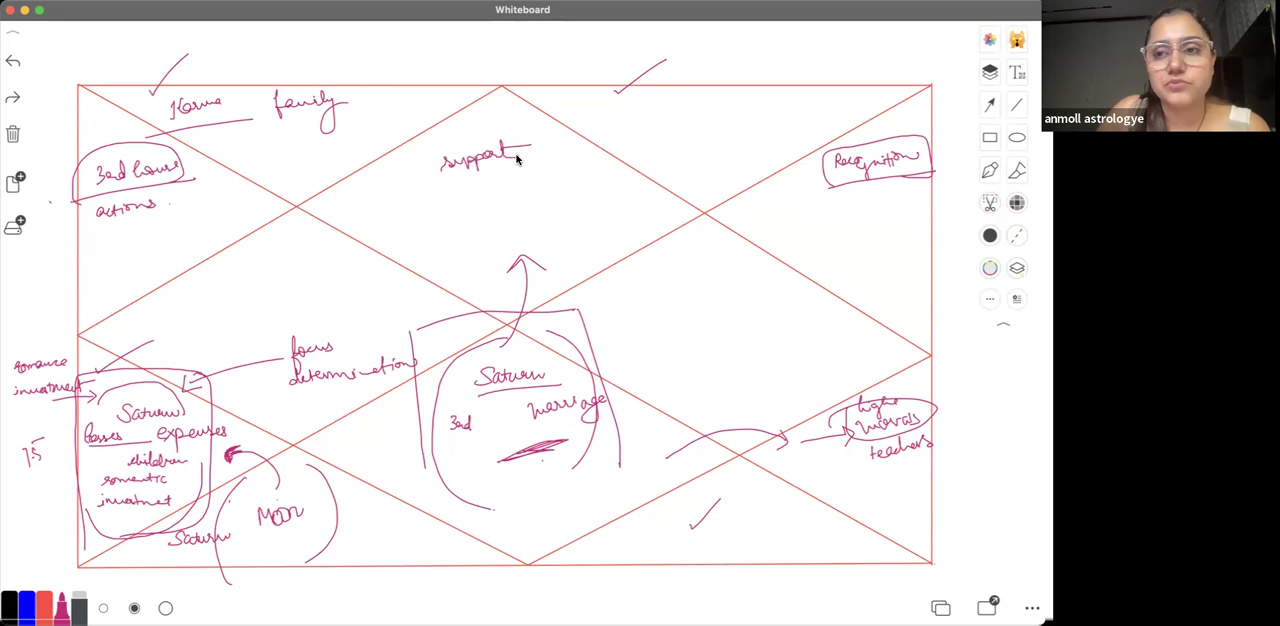 Whiteboard
anmoll astrologye
Karma family
support
Recognition
3rd house
actions
focus
determination
romance
investment
Saturn
losses expenses
children
romantic
investment
75
Saturn
Moon
Saturn
3rd marriage
higher
morals
teachers